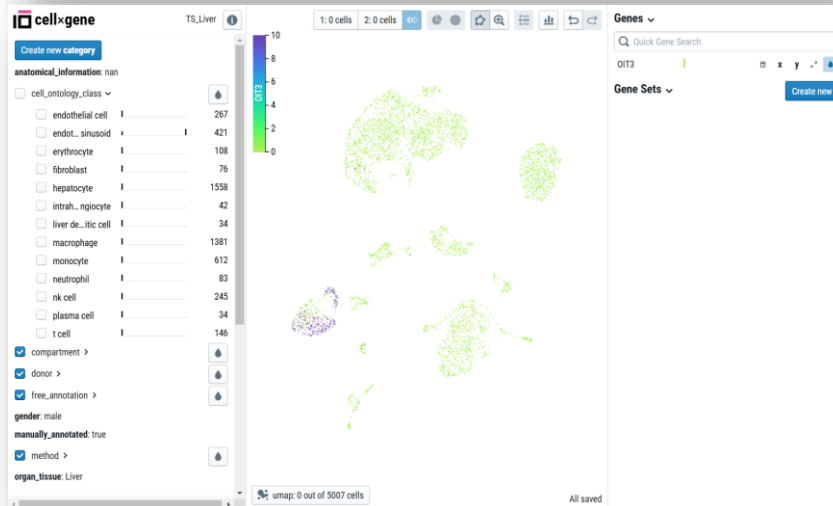 cell×gene
TS_Liver
Create new category
anatomical_information: nan
cell_ontology_class
endothelial cell 267
endot... sinusoid 421
erythrocyte 108
fibroblast 76
hepatocyte 1558
intrah... ngiocyte 42
liver de...itic cell 34
macrophage 1381
monocyte 612
neutrophil 83
nk cell 245
plasma cell 34
t cell 146
compartment
donor
free_annotation
gender: male
manually_annotated: true
method
organ_tissue: Liver
1: 0 cells 2: 0 cells
10
8
6
4
2
0
OIT3
umap: 0 out of 5007 cells
All saved
Genes
Quick Gene Search
OIT3 x y
Gene Sets
Create new